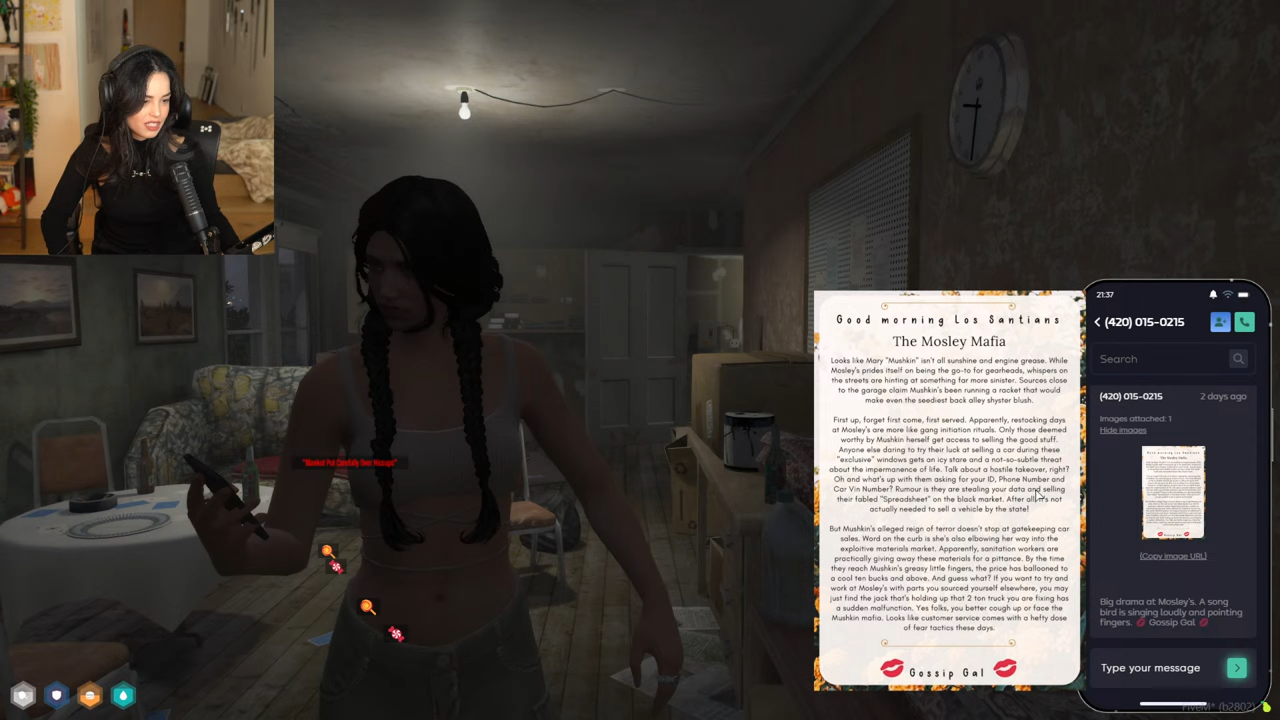 Good morning Los Santians
The Mosley Mafia
Looks like Mary "Mushkin" isn't all sunshine and engine grease. While
Mosley's prides itself on being the go-to for gearheads, whispers on
the streets are hinting at something far more sinister. Sources close
to the garage claim Mushkin's been running a racket that would
make even the seediest back alley shyster blush.
First up, forget first come, first served. Apparently, restocking days
at Mosley's are more like gang initiation rituals. Only those deemed
worthy by Mushkin herself get access to selling the good stuff.
Anyone else daring to try their luck at selling a car during these
"exclusive" windows gets an icy stare and a not-so-subtle threat
about the impermanence of life. Talk about a hostile takeover, right?
Oh and what's up with them asking for your ID, Phone Number and
Car Vin Number? Rumour is they are stealing your data and selling
their fabled "Spreadsheet" on the black market. After all, is not
actually needed to sell a vehicle by the state!
But Mushkin's alleged reign of terror doesn't stop at gatekeeping car
sales. Word on the curb is she's also elbowing her way into the
exploitive materials market. Apparently, sanitation workers are
practically giving away these materials for a pittance. By the time
they reach Mushkin's greasy little fingers, the price has ballooned to
a cool ten bucks and above. And guess what? If you want to try and
work at Mosley's with parts you sourced yourself elsewhere, you may
just find the jack that's holding up that 2 ton truck you are fixing has
a sudden malfunction. Yes folks, you better cough up or face the
Mushkin mafia. Looks like customer service comes with a hefty dose
of fear tactics these days.
Gossip Gal
21:37
(420) 015-0215
Search
(420) 015-0215 2 days ago
Images attached: 1
Hide images
(Copy image URL)
Big drama at Mosley's. A song
bird is singing loudly and pointing
fingers. 💋 Gossip Gal 💋
Type your message
FiveM* (b2802)